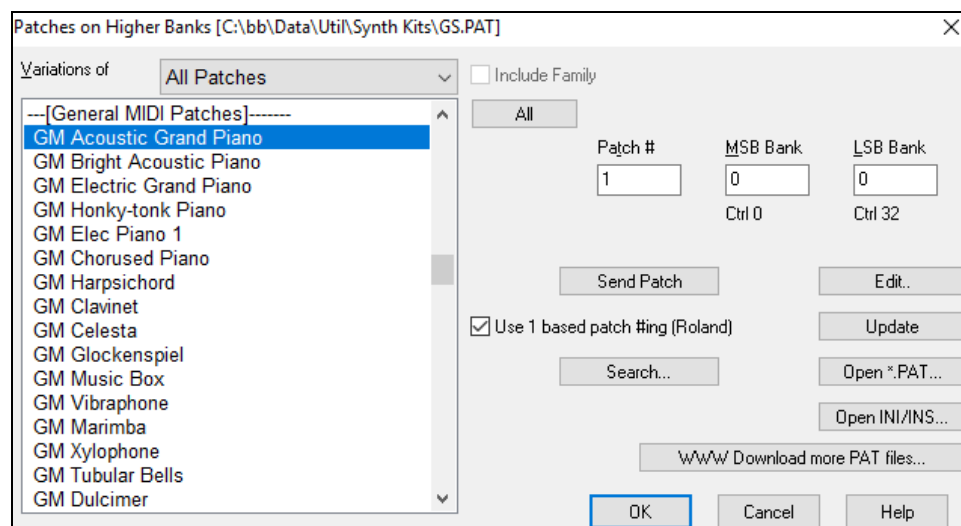 Patches on Higher Banks [C:\bb\Data\Util\Synth Kits\GS.PAT]
Variations of
All Patches
Include Family
---[General MIDI Patches]-------
GM Acoustic Grand Piano
GM Bright Acoustic Piano
GM Electric Grand Piano
GM Honky-tonk Piano
GM Elec Piano 1
GM Chorused Piano
GM Harpsichord
GM Clavinet
GM Celesta
GM Glockenspiel
GM Music Box
GM Vibraphone
GM Marimba
GM Xylophone
GM Tubular Bells
GM Dulcimer
All
Patch # MSB Bank LSB Bank
1 0 0
Ctrl 0 Ctrl 32
Send Patch Edit..
Use 1 based patch #ing (Roland) Update
Search... Open *.PAT...
Open INI/INS...
WWW Download more PAT files...
OK Cancel Help